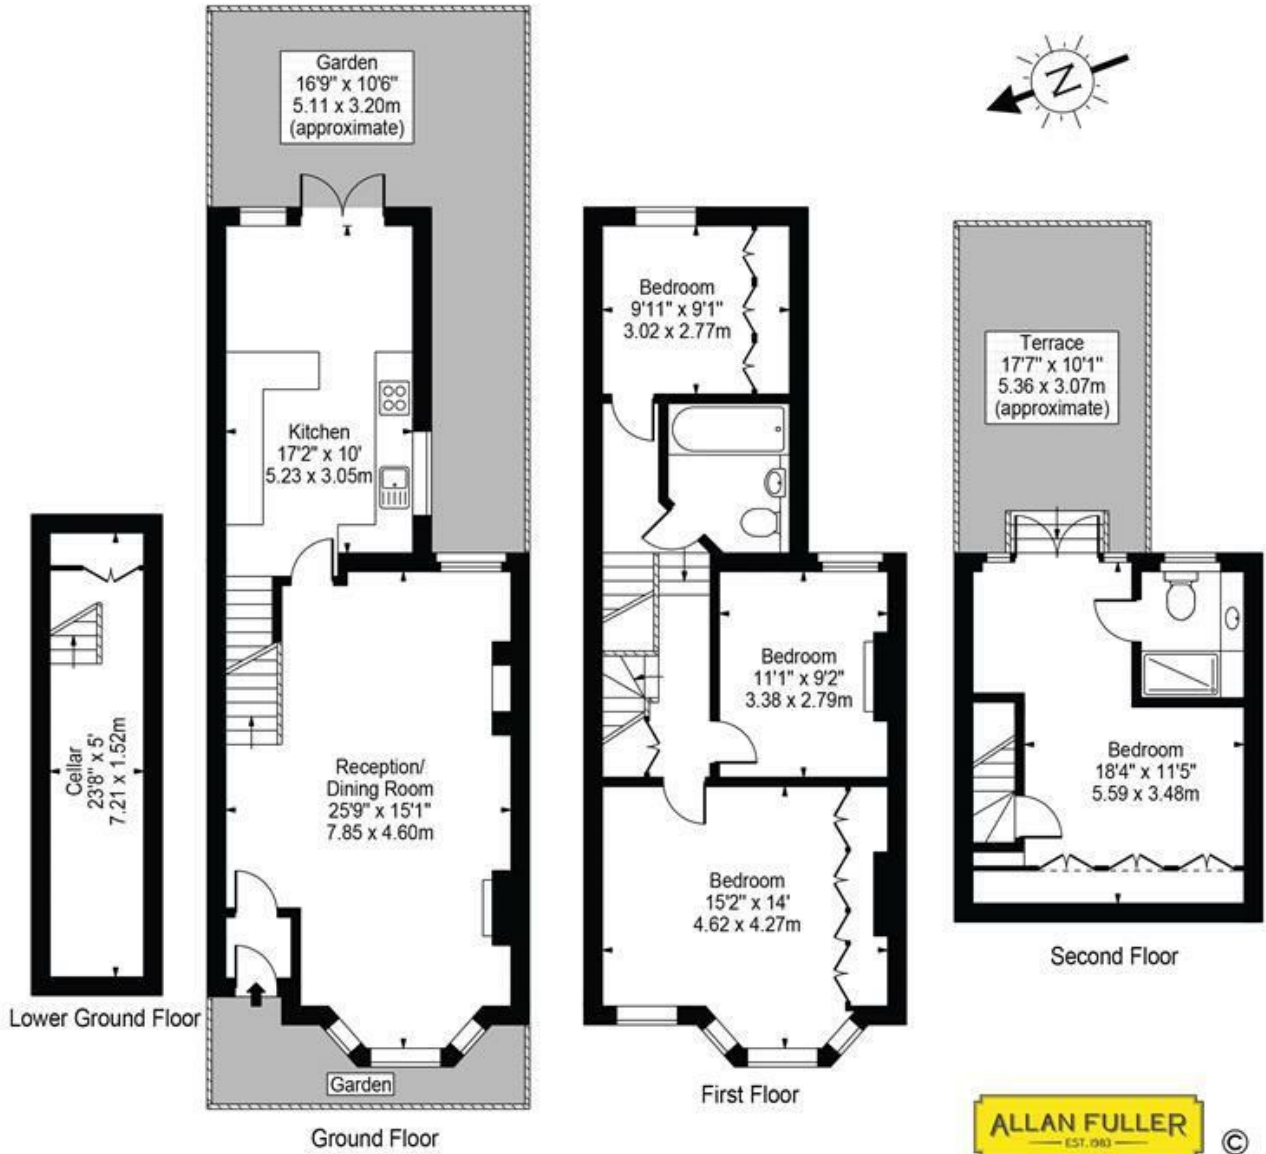 Garden
16'9" x 10'6"
5.11 x 3.20m
(approximate)
N
Bedroom
9'11" x 9'1"
3.02 x 2.77m
Terrace
17'7" x 10'1"
5.36 x 3.07m
(approximate)
Kitchen
17'2" x 10'
5.23 x 3.05m
Cellar
23'8" x 5'
7.21 x 1.52m
Reception/
Dining Room
25'9" x 15'1"
7.85 x 4.60m
Bedroom
11'1" x 9'2"
3.38 x 2.79m
Bedroom
18'4" x 11'5"
5.59 x 3.48m
Bedroom
15'2" x 14'
4.62 x 4.27m
Second Floor
Lower Ground Floor
Garden
First Floor
Ground Floor
ALLAN FULLER
EST. 1983
©